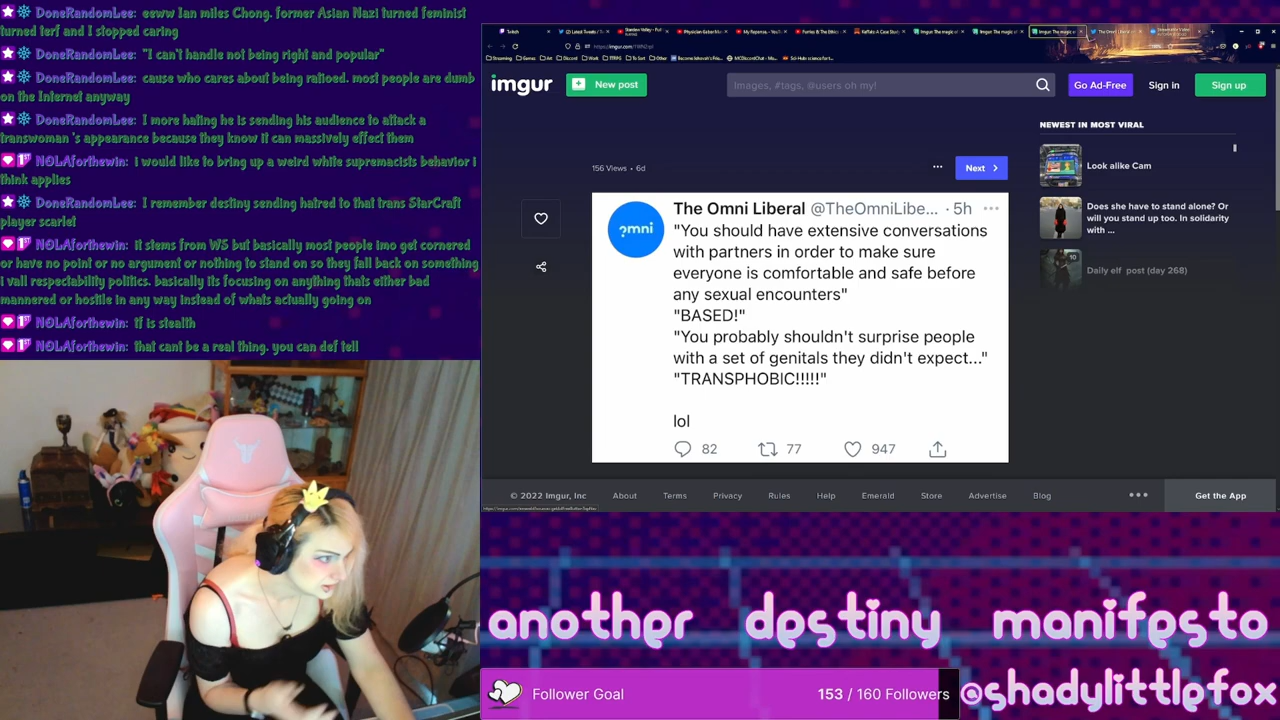 DoneRandomLee: eeww Ian miles Chong. former Asian Nazi turned feminist
turned terf and I stopped caring
DoneRandomLee: "I can't handle not being right and popular"
DoneRandomLee: cause who cares about being ratioed. most people are dumb
on the Internet anyway
DoneRandomLee: I more hating he is sending his audience to attack a
transwoman 's appearance because they know it can massively effect them
NOLAforthewin: i would like to bring up a weird white supremacists behavior i
think applies
DoneRandomLee: I remember destiny sending haired to that trans StarCraft
player scarlet
NOLAforthewin: it stems from WS but basically most people imo get cornered
or have no point or no argument or nothing to stand on so they fall back on something
i vall respeciability politics. basically its focusing on anything thats either bad
mannered or hostile in any way instead of whats actually going on
NOLAforthewin: tf is stealth
NOLAforthewin: that cant be a real thing. you can def tell
Twitch
imgur
New post
Images, #tags, @users oh my!
Go Ad-Free
Sign in
Sign up
NEWEST IN MOST VIRAL
Look alike Cam
Does she have to stand alone? Or
will you stand up too. In solidarity
with ...
Daily elf post (day 268)
156 Views • 6d
Next
The Omni Liberal @TheOmniLibe... · 5h
?mni
"You should have extensive conversations
with partners in order to make sure
everyone is comfortable and safe before
any sexual encounters"
"BASED!"
"You probably shouldn't surprise people
with a set of genitals they didn't expect..."
"TRANSPHOBIC!!!!!"
lol
82 77 947
© 2022 Imgur, Inc About Terms Privacy Rules Help Emerald Store Advertise Blog
Get the App
another destiny manifesto
Follower Goal 153 / 160 Followers
@shadylittlefox